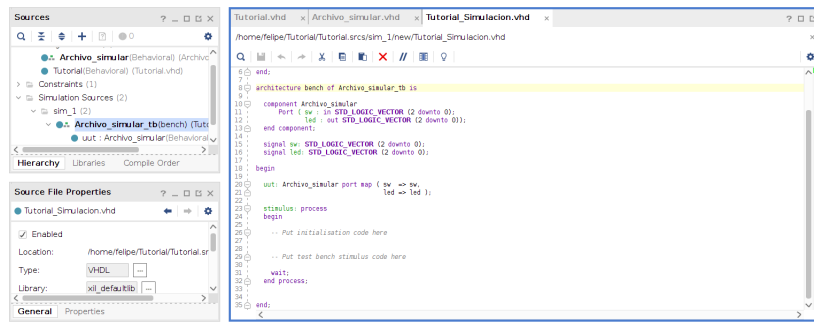 Sources
0
Archivo_simular(Behavioral) (Archivc
Tutorial(Behavioral) (Tutorial.vhd)
Constraints (1)
Simulation Sources (2)
sim_1 (2)
Archivo_simular_tb(bench) (Tuto
uut : Archivo_simular(Behavioral
Hierarchy Libraries Compile Order
Source File Properties
Tutorial_Simulacion.vhd
Enabled
Location: /home/felipe/Tutorial/Tutorial.sr
Type: VHDL ...
Library: xil_defaultlib ...
General Properties
Tutorial.vhd × Archivo_simular.vhd × Tutorial_Simulacion.vhd ×
/home/felipe/Tutorial/Tutorial.srcs/sim_1/new/Tutorial_Simulacion.vhd
6 end;
7
8 architecture bench of Archivo_simular_tb is
9
10 component Archivo_simular
11 Port ( sw : in STD_LOGIC_VECTOR (2 downto 0);
12 led : out STD_LOGIC_VECTOR (2 downto 0));
13 end component;
14
15 signal sw: STD_LOGIC_VECTOR (2 downto 0);
16 signal led: STD_LOGIC_VECTOR (2 downto 0);
17
18 begin
19
20 uut: Archivo_simular port map ( sw => sw,
21 led => led );
22
23 stimulus: process
24 begin
25
26 -- Put initialisation code here
27
28
29 -- Put test bench stimulus code here
30
31 wait;
32 end process;
33
34
35 end;